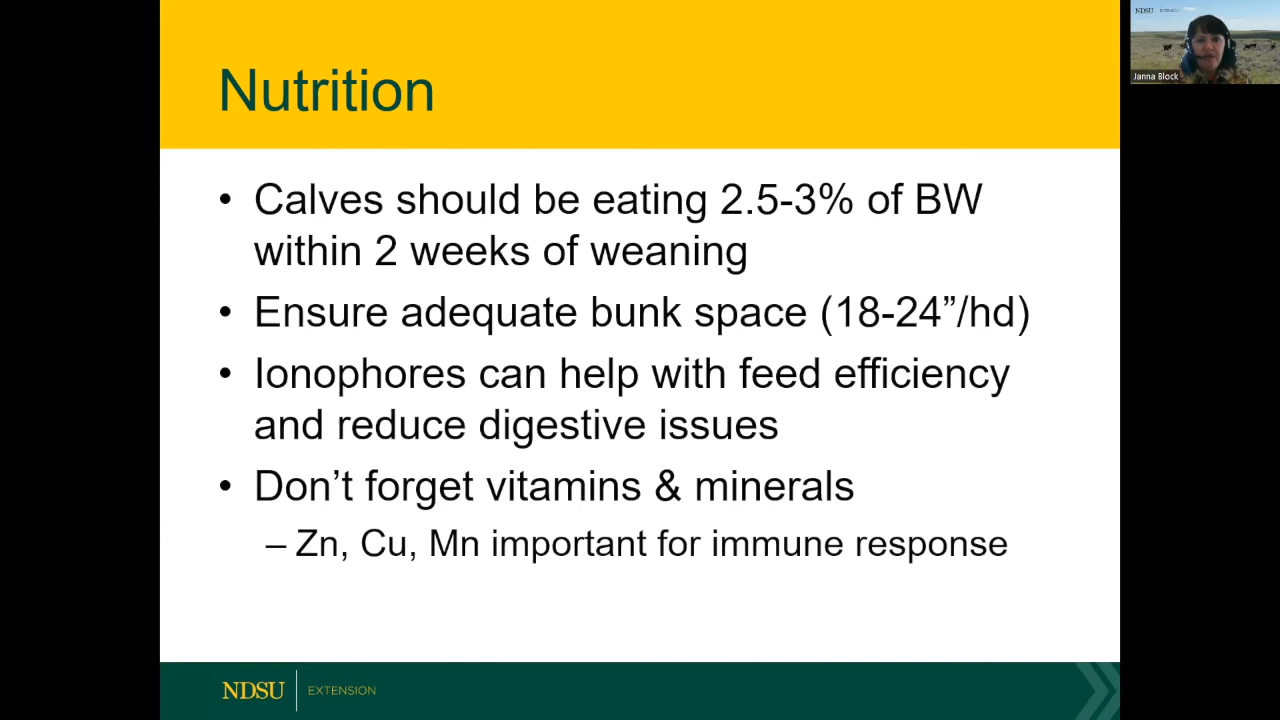 Nutrition
• Calves should be eating 2.5-3% of BW
within 2 weeks of weaning
• Ensure adequate bunk space (18-24”/hd)
• Ionophores can help with feed efficiency
and reduce digestive issues
• Don’t forget vitamins & minerals
– Zn, Cu, Mn important for immune response
NDSU EXTENSION
NDSU EXTENSION
Janna Block